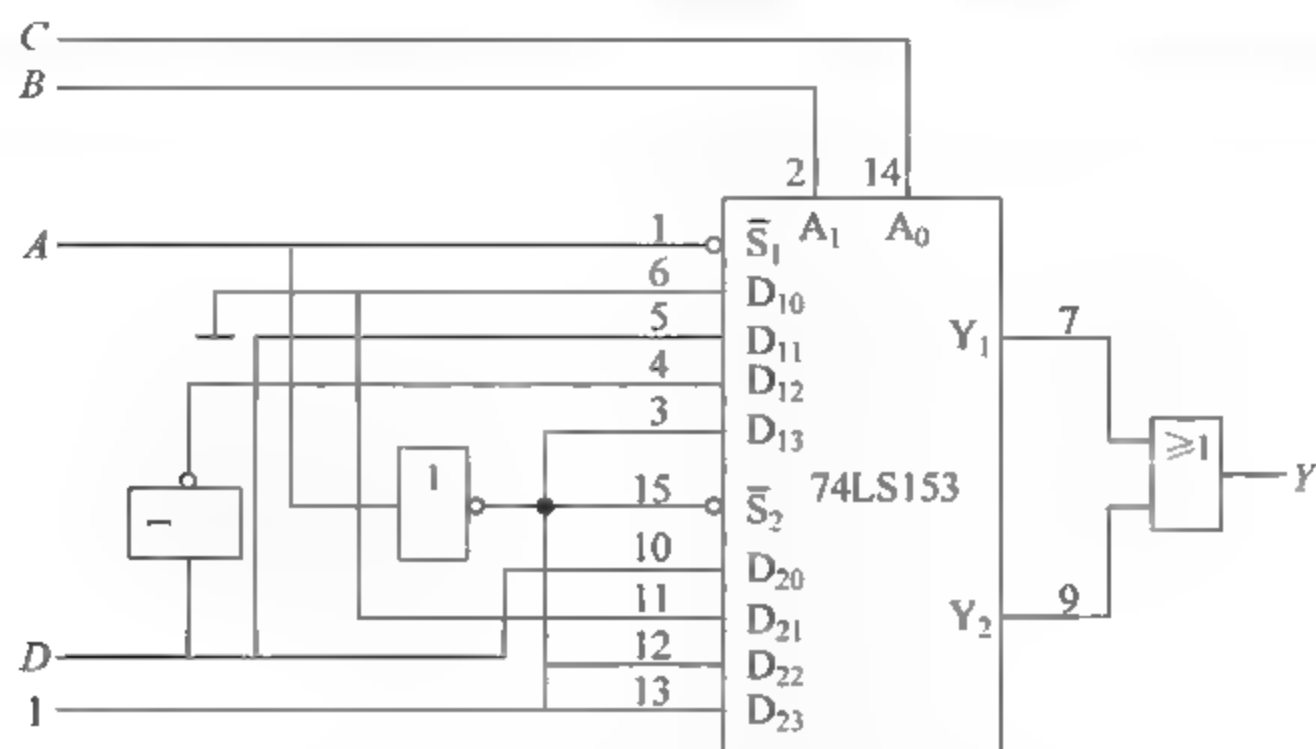 C
B
2 14
A 1 S̄₁ A₁ A₀
6 D₁₀
5 D₁₁ Y₁ 7
4 D₁₂
3 D₁₃ ≥1
1 15 S̄₂ 74LS153 Y
1
10 D₂₀
11 D₂₁ Y₂ 9
D 12 D₂₂
1 13 D₂₃